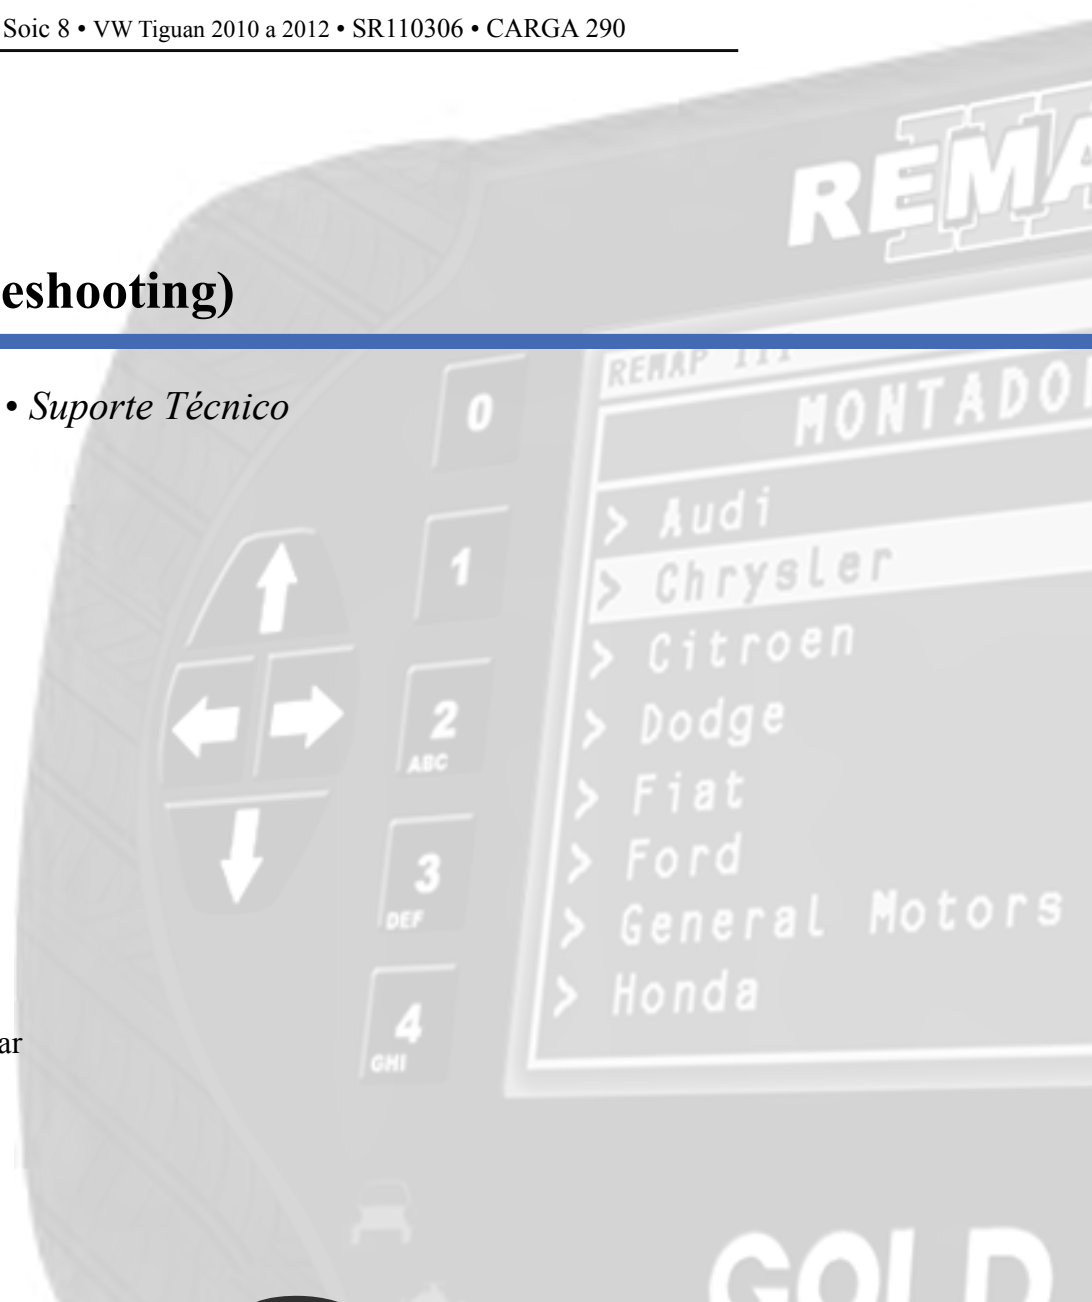 Soic 8 • VW Tiguan 2010 a 2012 • SR110306 • CARGA 290
REMA
eshooting)
REMAP III
MONTADO
• Suporte Técnico
0
> Audi
1
> Chrysler
> Citroen
2
ABC
> Dodge
> Fiat
3
DEF
> Ford
> General Motors
4
GHI
> Honda
ar
GOLD